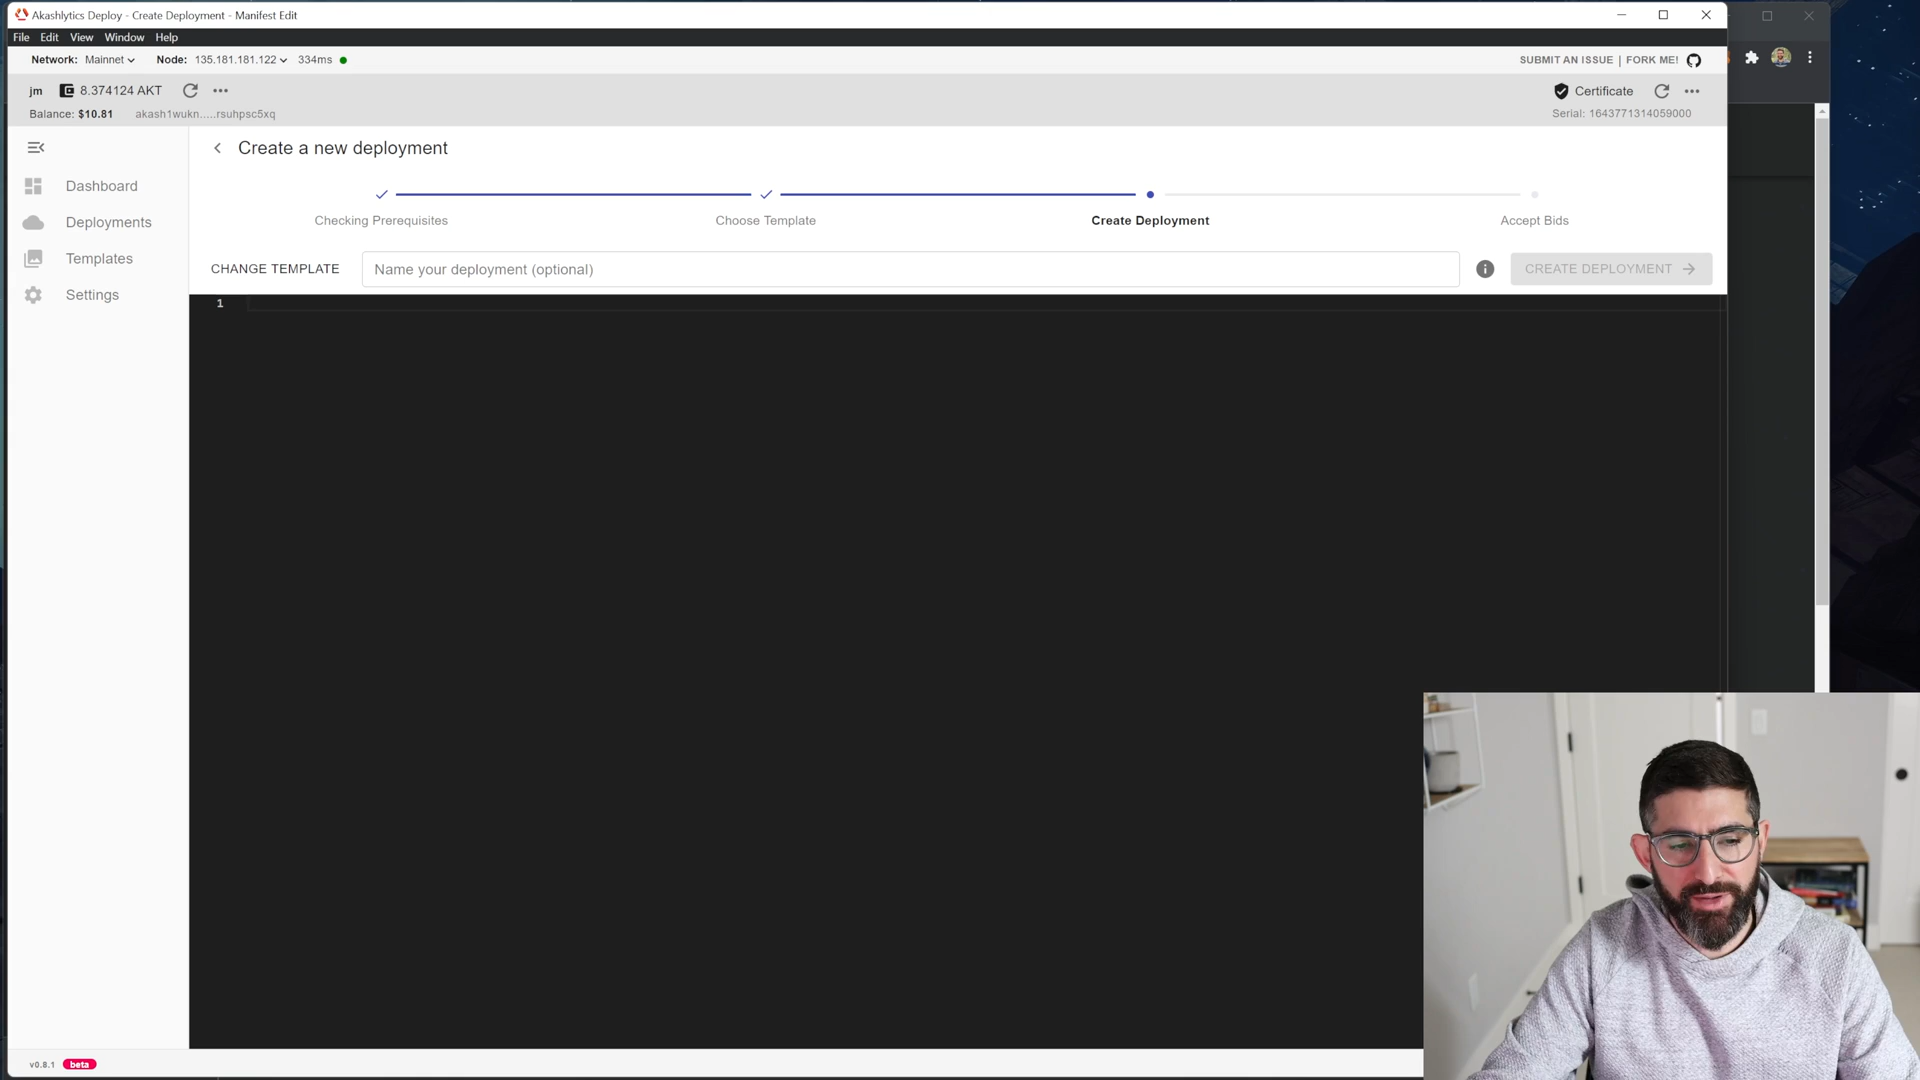 Akashlytics Deploy - Create Deployment - Manifest Edit
File Edit View Window Help
Network: Mainnet Node: 135.181.181.122 334ms SUBMIT AN ISSUE | FORK ME!
jm 8.374124 AKT Certificate
Balance: $10.81 akash1wukn.....rsuhpsc5xq Serial: 1643771314059000
Create a new deployment
Dashboard
Deployments
Templates
Settings
Checking Prerequisites Choose Template Create Deployment Accept Bids
CHANGE TEMPLATE Name your deployment (optional) CREATE DEPLOYMENT
1
v0.8.1 beta